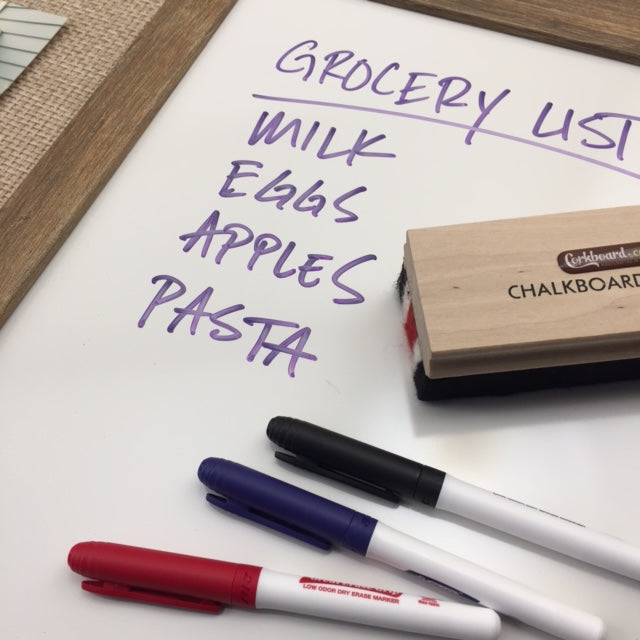 GROCERY LIST
MILK
EGGS
APPLES
PASTA
Corkboard
CHALKBOARD
LOW ODOR DRY ERASE MARKER